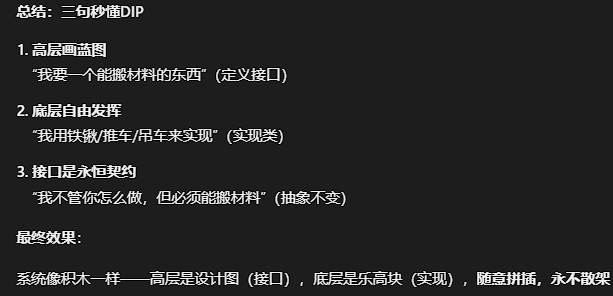 总结：三句秒懂DIP
1. 高层画蓝图
“我要一个能搬材料的东西”（定义接口）
2. 底层自由发挥
“我用铁锹/推车/吊车来实现”（实现类）
3. 接口是永恒契约
“我不管你怎么做，但必须能搬材料”（抽象不变）
最终效果：
系统像积木一样——高层是设计图（接口），底层是乐高块（实现），随意拼插，永不散架